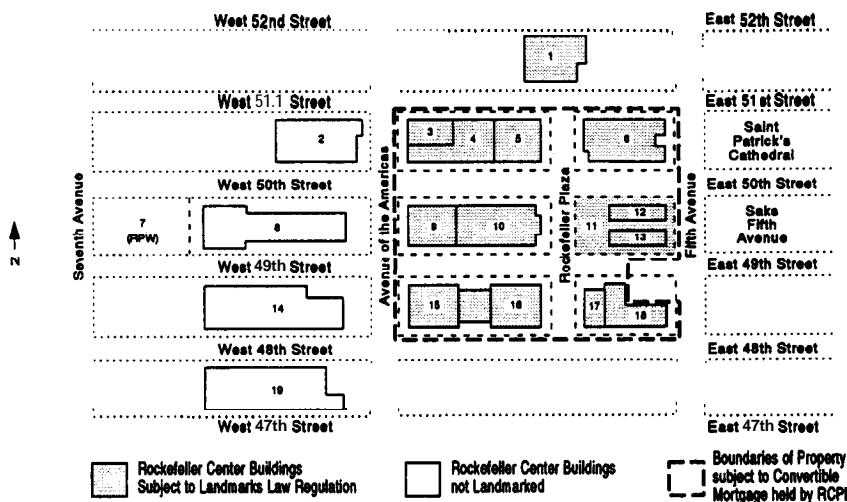 West 52nd Street
East 52th Street
1
West 51.1 Street
East 51st Street
2
3
4
5
6
Saint
Patrick's
Cathedral
West 50th Street
East 50th Street
Seventh Avenue
7
(RPW)
8
Avenue of the Americas
9
10
Rockefeller Plaza
11
12
13
Fifth Avenue
Saks
Fifth
Avenue
N
West 49th Street
East 49th Street
14
15
16
17
18
West 48th Street
East 48th Street
19
West 47th Street
East 47th Street
Rockefeller Center Buildings
Subject to Landmarks Law Regulation
Rockefeller Center Buildings
not Landmarked
Boundaries of Property
subject to Convertible
Mortgage held by RCPI